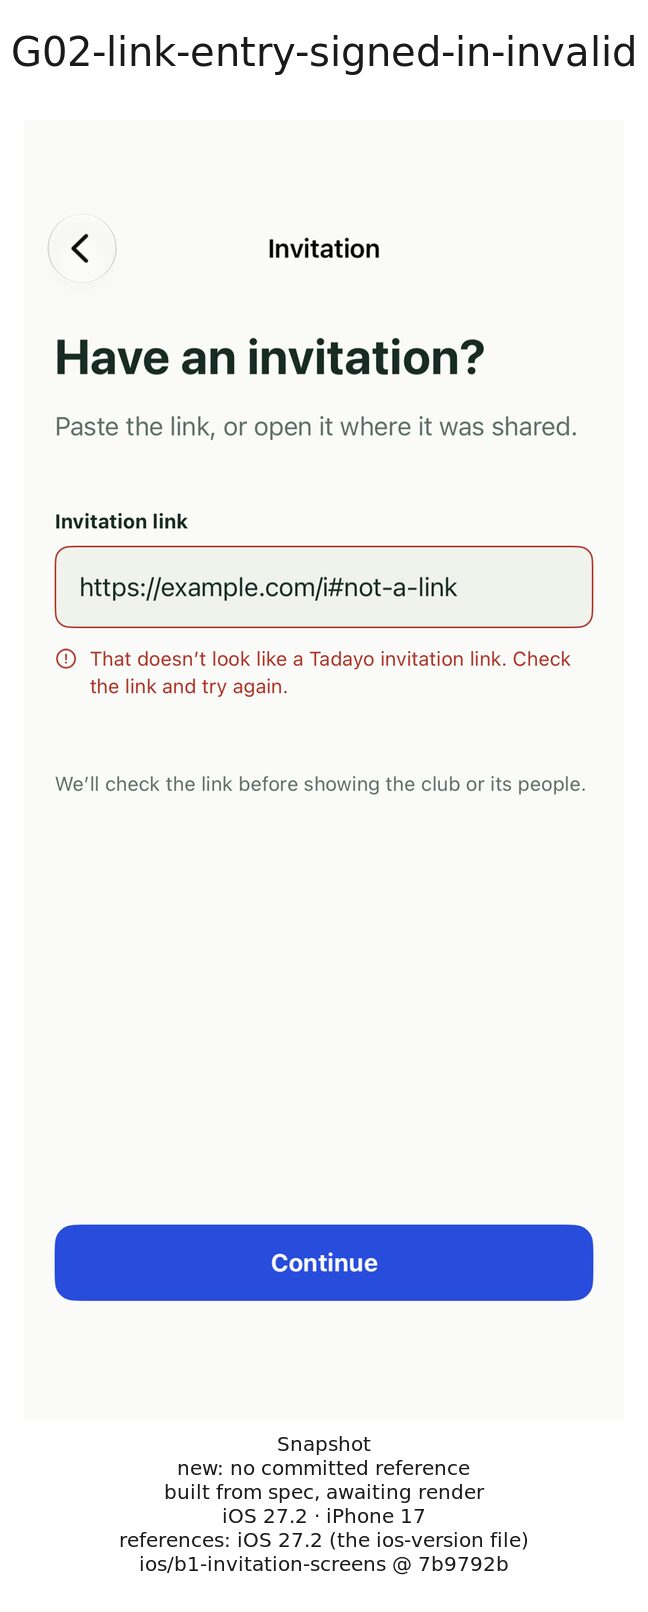 G02-link-entry-signed-in-invalid
Invitation
Have an invitation?
Paste the link, or open it where it was shared.
Invitation link
https://example.com/i#not-a-link
That doesn’t look like a Tadayo invitation link. Check
the link and try again.
We’ll check the link before showing the club or its people.
Continue
Snapshot
new: no committed reference
built from spec, awaiting render
iOS 27.2 · iPhone 17
references: iOS 27.2 (the ios-version file)
ios/b1-invitation-screens @ 7b9792b